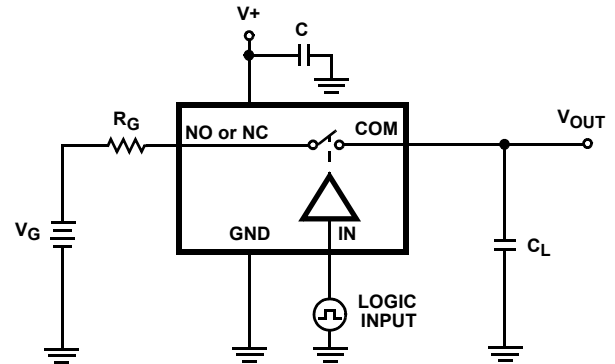 V+
C
RG
NO or NC
COM
VOUT
VG
GND
IN
CL
LOGIC
INPUT